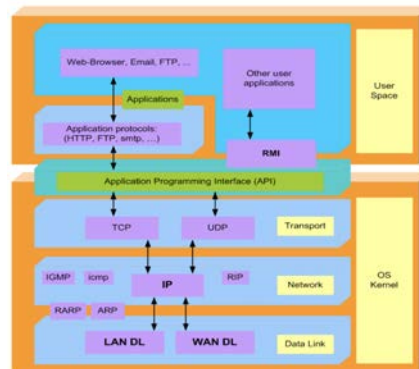 Web-Browser, Email, FTP, ...
Other user
applications
User
Space
Applications
Application protocols:
(HTTP, FTP, smtp, ...)
RMI
Application Programming Interface (API)
TCP
UDP
Transport
IGMP
icmp
IP
RIP
Network
OS
Kernel
RARP
ARP
LAN DL
WAN DL
Data Link